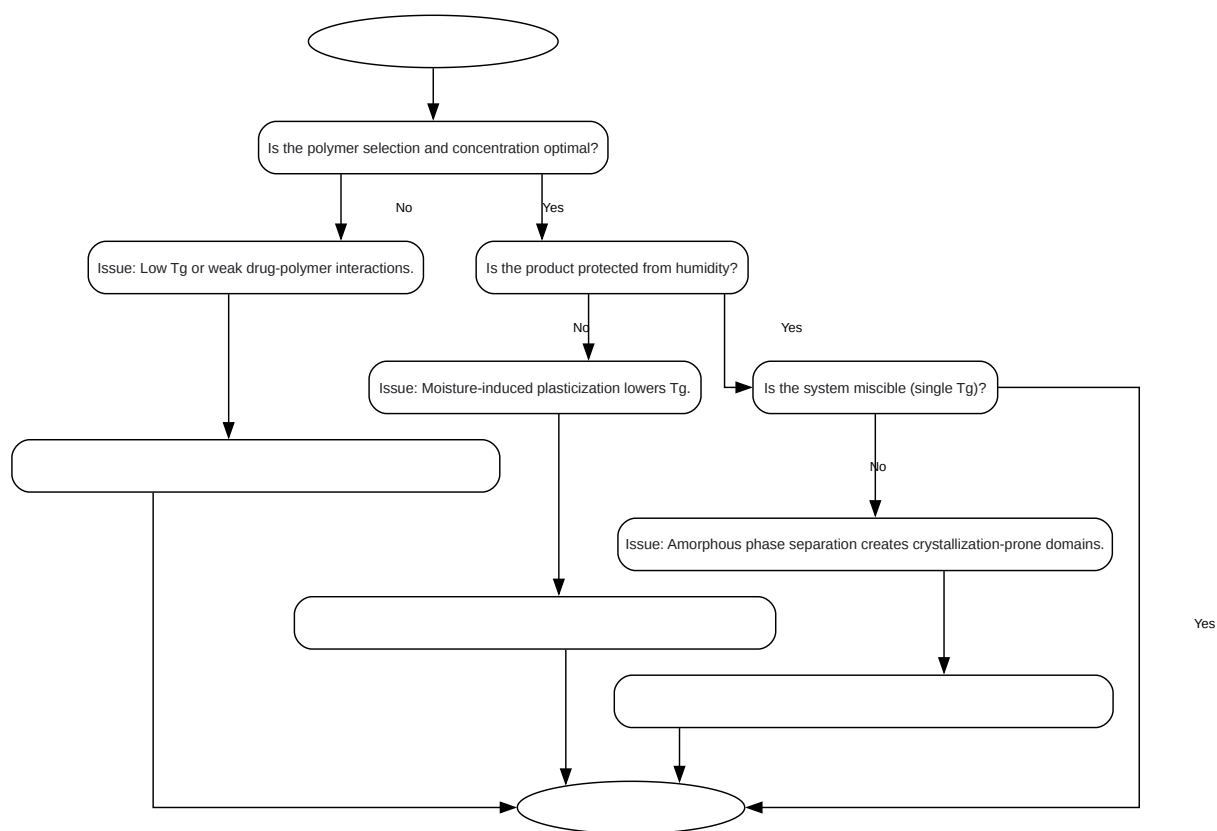 Is the polymer selection and concentration optimal?
No
Yes
Issue: Low Tg or weak drug-polymer interactions.
Is the product protected from humidity?
No
Yes
Issue: Moisture-induced plasticization lowers Tg.
Is the system miscible (single Tg)?
No
Issue: Amorphous phase separation creates crystallization-prone domains.
Yes